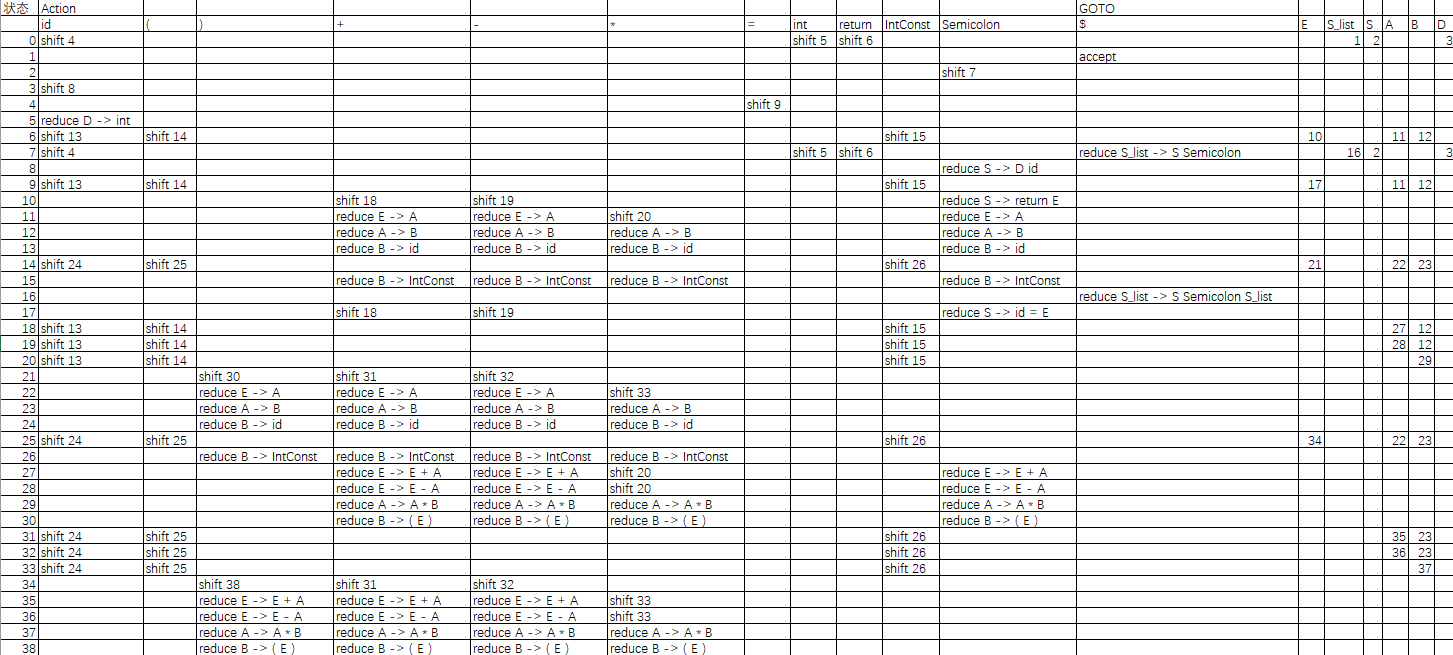 状态 Action GOTO
id ( ) + - * = int return IntConst Semicolon $ E S_list S A B D
0 shift 4 shift 5 shift 6 1 2 3
1 accept
2 shift 7
3 shift 8
4 shift 9
5 reduce D -> int
6 shift 13 shift 14 shift 15 10 11 12
7 shift 4 shift 5 shift 6 reduce S_list -> S Semicolon 16 2 3
8 reduce S -> D id
9 shift 13 shift 14 shift 15 17 11 12
10 shift 18 shift 19 reduce S -> return E
11 reduce E -> A reduce E -> A shift 20 reduce E -> A
12 reduce A -> B reduce A -> B reduce A -> B reduce A -> B
13 reduce B -> id reduce B -> id reduce B -> id reduce B -> id
14 shift 24 shift 25 shift 26 21 22 23
15 reduce B -> IntConst reduce B -> IntConst reduce B -> IntConst reduce B -> IntConst
16 reduce S_list -> S Semicolon S_list
17 shift 18 shift 19 reduce S -> id = E
18 shift 13 shift 14 shift 15 27 12
19 shift 13 shift 14 shift 15 28 12
20 shift 13 shift 14 shift 15 29
21 shift 30 shift 31 shift 32
22 reduce E -> A reduce E -> A reduce E -> A shift 33
23 reduce A -> B reduce A -> B reduce A -> B reduce A -> B
24 reduce B -> id reduce B -> id reduce B -> id reduce B -> id
25 shift 24 shift 25 shift 26 34 22 23
26 reduce B -> IntConst reduce B -> IntConst reduce B -> IntConst reduce B -> IntConst
27 reduce E -> E + A reduce E -> E + A shift 20 reduce E -> E + A
28 reduce E -> E - A reduce E -> E - A shift 20 reduce E -> E - A
29 reduce A -> A * B reduce A -> A * B reduce A -> A * B reduce A -> A * B
30 reduce B -> ( E ) reduce B -> ( E ) reduce B -> ( E ) reduce B -> ( E )
31 shift 24 shift 25 shift 26 35 23
32 shift 24 shift 25 shift 26 36 23
33 shift 24 shift 25 shift 26 37
34 shift 38 shift 31 shift 32
35 reduce E -> E + A reduce E -> E + A reduce E -> E + A shift 33
36 reduce E -> E - A reduce E -> E - A reduce E -> E - A shift 33
37 reduce A -> A * B reduce A -> A * B reduce A -> A * B reduce A -> A * B
38 reduce B -> ( E ) reduce B -> ( E ) reduce B -> ( E ) reduce B -> ( E )